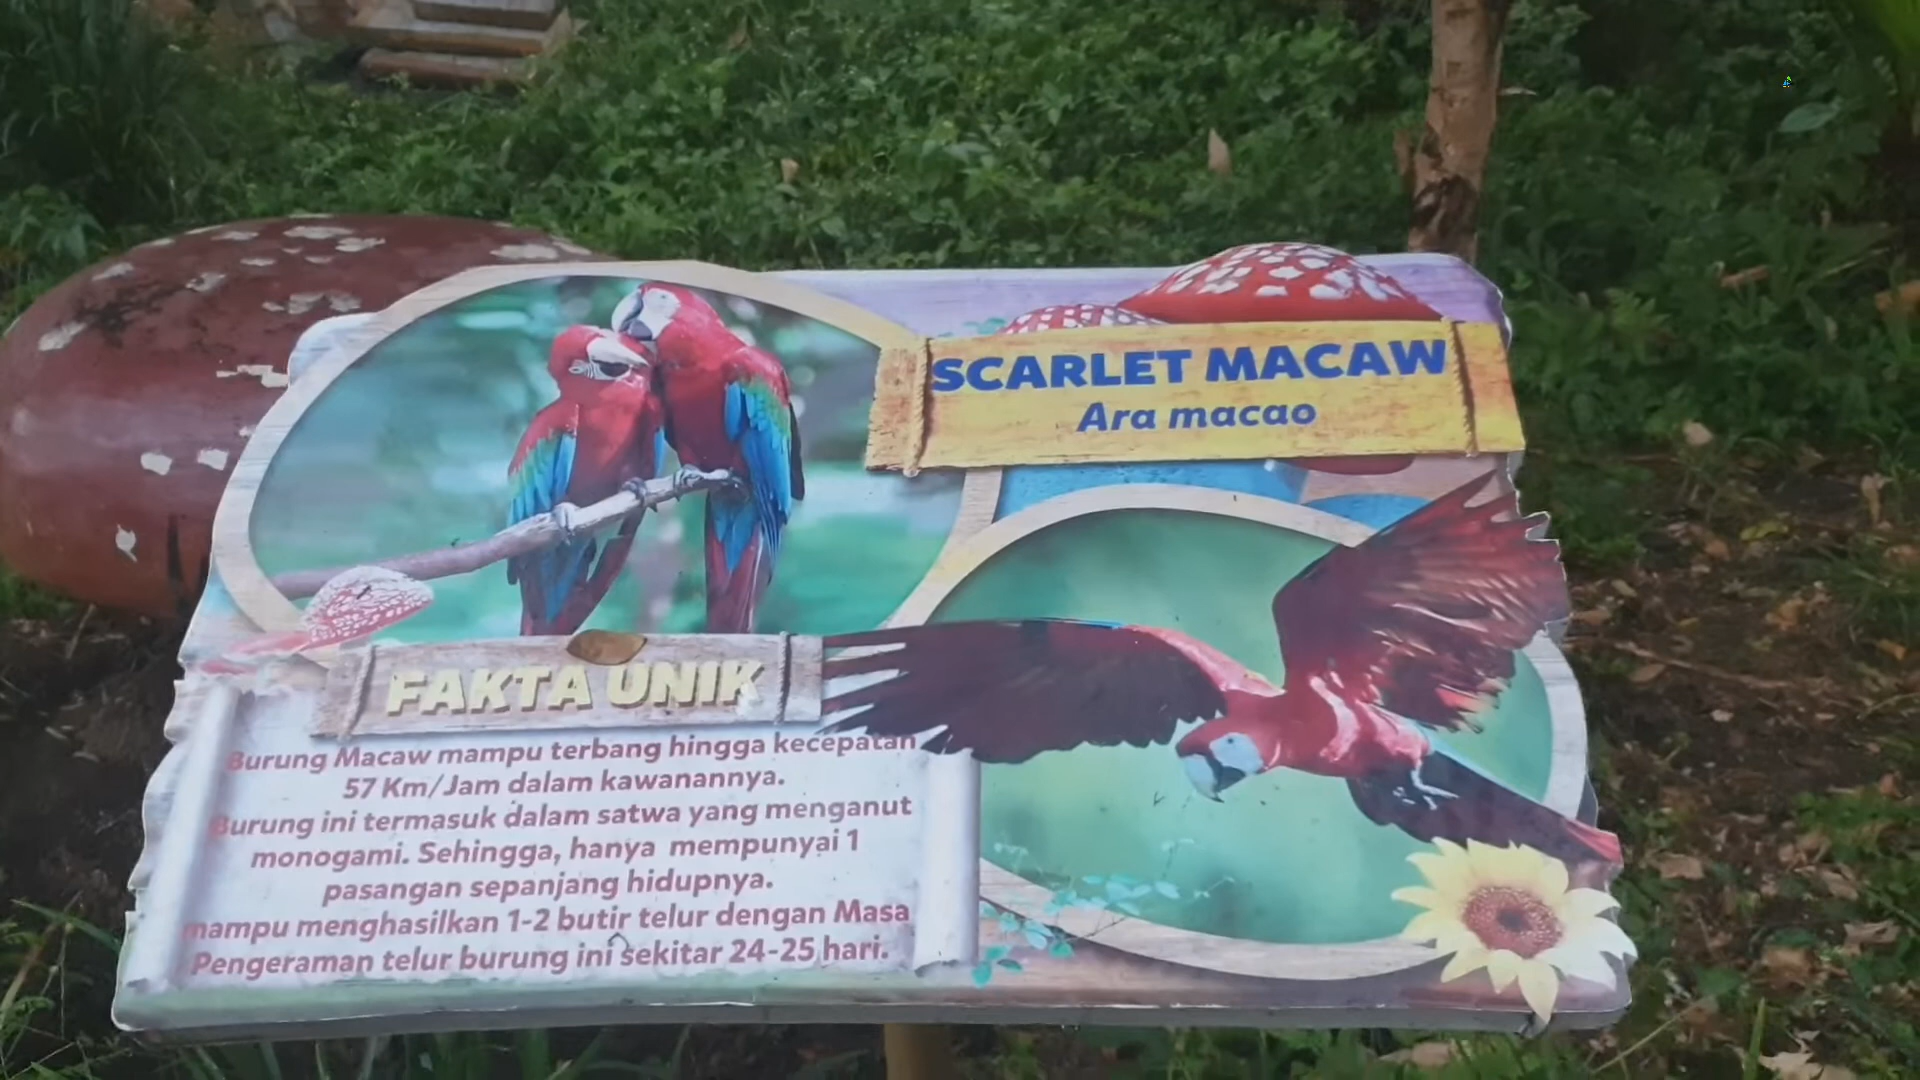 SCARLET MACAW
Ara macao
FAKTA UNIK
Burung Macaw mampu terbang hingga kecepatan
57 Km/Jam dalam kawanannya.
Burung ini termasuk dalam satwa yang menganut
monogami. Sehingga, hanya mempunyai 1
pasangan sepanjang hidupnya.
mampu menghasilkan 1-2 butir telur dengan Masa
Pengeraman telur burung ini sekitar 24-25 hari.